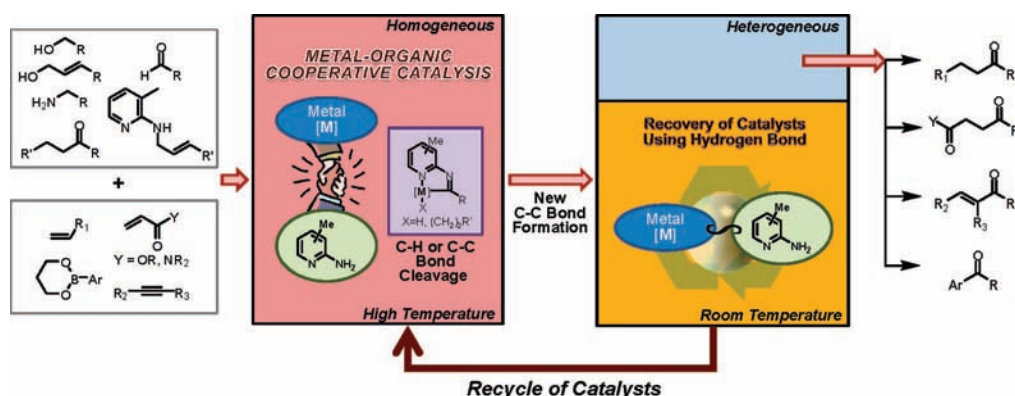 HO
R
HO
R
O
H
R
H₂N
R
N
NH
R'
O
R'
R
+
R₁
Y
O
Y = OR, NR₂
O
B-Ar
O
R₂
R₃
Homogeneous
METAL-ORGANIC
COOPERATIVE CATALYSIS
Metal
[M]
Me
N
NH₂
Me
N
N
[M]
R
X
X=H, (CH₂)₂R'
C-H or C-C
Bond
Cleavage
High Temperature
New
C-C Bond
Formation
Heterogeneous
Recovery of Catalysts
Using Hydrogen Bond
Metal
[M]
Me
N
NH₂
Room Temperature
Recycle of Catalysts
O
R₁
R
Y
O
O
R
O
R₂
R
R₃
O
Ar
R